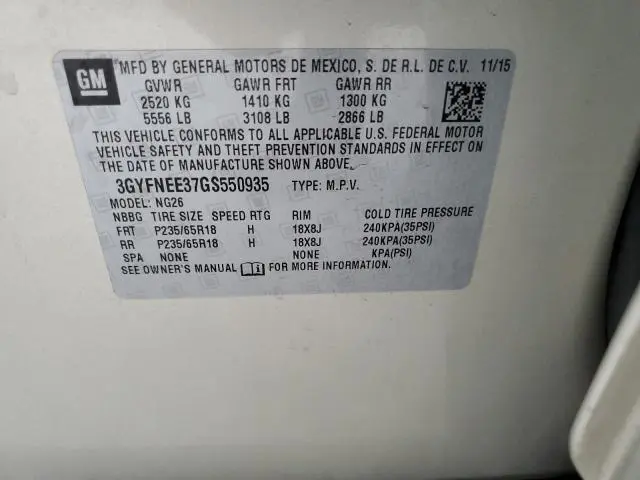 GM
MFD BY GENERAL MOTORS DE MEXICO, S. DE R.L. DE C.V. 11/15
GVWR GAWR FRT GAWR RR
2520 KG 1410 KG 1300 KG
5556 LB 3108 LB 2866 LB
THIS VEHICLE CONFORMS TO ALL APPLICABLE U.S. FEDERAL MOTOR
VEHICLE SAFETY AND THEFT PREVENTION STANDARDS IN EFFECT ON
THE DATE OF MANUFACTURE SHOWN ABOVE.
3GYFNEE37GS550935 TYPE: M.P.V.
MODEL: NG26
NBBG TIRE SIZE SPEED RTG RIM COLD TIRE PRESSURE
FRT P235/65R18 H 18X8J 240KPA(35PSI)
RR P235/65R18 H 18X8J 240KPA(35PSI)
SPA NONE NONE KPA(PSI)
SEE OWNER'S MANUAL FOR MORE INFORMATION.